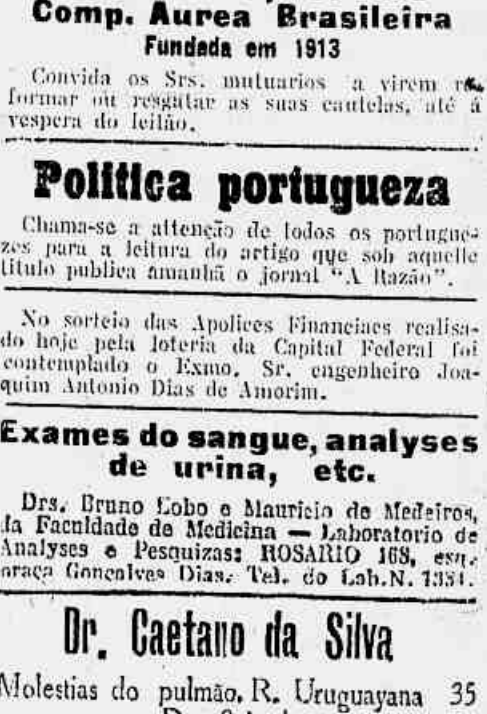 Comp. Aurea Brasileira
Fundada em 1913
Convida os Srs. mutuarios a virem re-
formar ou resgatar as suas cautelas, até á
vespera do leilão.
Politica portugueza
Chama-se a attenção de todos os portugue-
zes para a leitura do artigo que sob aquelle
titulo publica amanhã o jornal "A Razão".
No sorteio das Apolices Financiaes realisa-
do hoje pela loteria da Capital Federal foi
contemplado o Exmo. Sr. engenheiro Joa-
quim Antonio Dias de Amorim.
Exames do sangue, analyses
de urina, etc.
Drs. Bruno Lobo e Mauricio de Medeiros,
da Faculdade de Medicina — Laboratorio de
Analyses e Pesquizas: ROSARIO 168, esq.
praça Gonçalves Dias. Tel. do Lab. N. 1334.
Dr. Caetano da Silva
Molestias do pulmão. R. Uruguayana 35